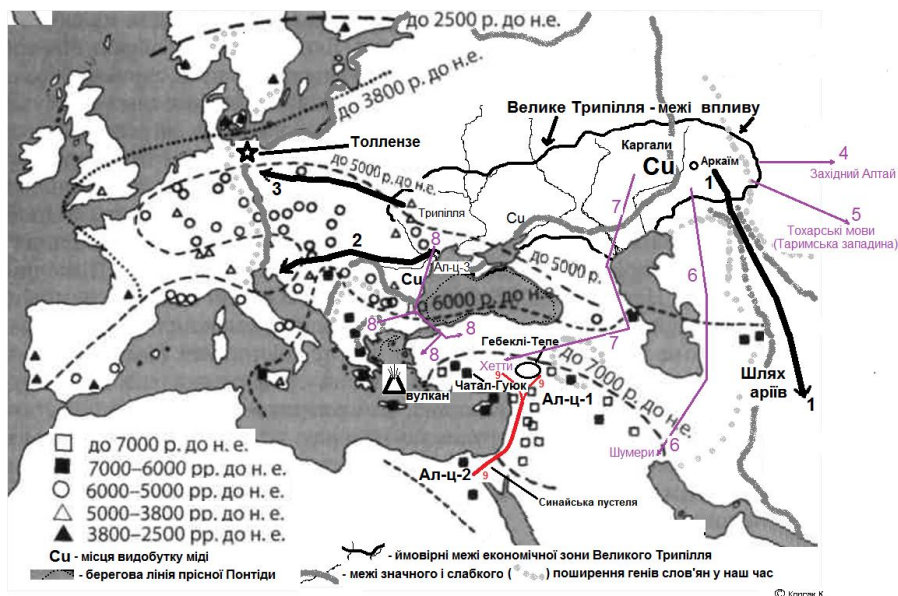 до 2500 р. до н.е.
до 3800 р. до н.е.
Велике Трипілля - межі впливу
Толлензе
Каргали
Cu
Аркаїм
1
4
Західний Алтай
до 5000 р. до н.е.
3
Трипілля
7
5
Тохарські мови
(Таримська западина)
Cu
8
2
Ал-ц-3
до 5000 р.
6
Cu
до 6000 р. до н.е.
8
8
8
7
Гебеклі-Тепе
до 7000 р. до н.е.
Хетти
9
9
вулкан
Чатал-Гуюк
Ал-ц-1
Шлях
аріїв
1
6
Шумери
Ал-ц-2
9
Синайська пустеля
до 7000 р. до н. е.
7000–6000 рр. до н. е.
6000–5000 рр. до н. е.
5000–3800 рр. до н. е.
3800–2500 рр. до н. е.
Cu - місця видобутку міді
- ймовірні межі економічної зони Великого Трипілля
- берегова лінія прісної Понтіди
- межі значного і слабкого ( ) поширення генів слов'ян у наш час